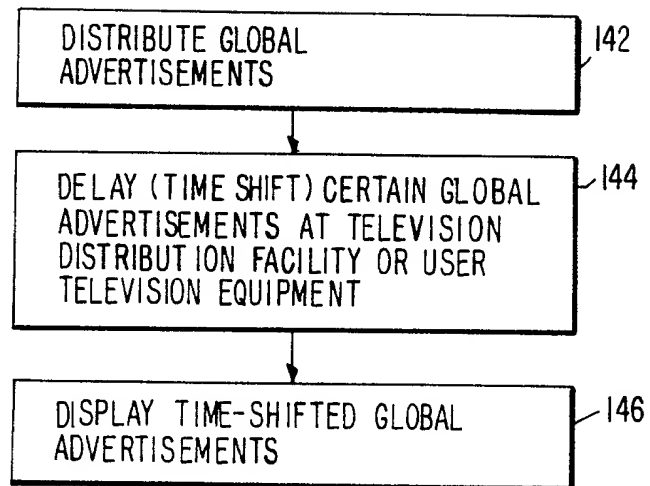 DISTRIBUTE GLOBAL
ADVERTISEMENTS
142
DELAY (TIME SHIFT) CERTAIN GLOBAL
ADVERTISEMENTS AT TELEVISION
DISTRIBUTION FACILITY OR USER
TELEVISION EQUIPMENT
144
DISPLAY TIME-SHIFTED GLOBAL
ADVERTISEMENTS
146